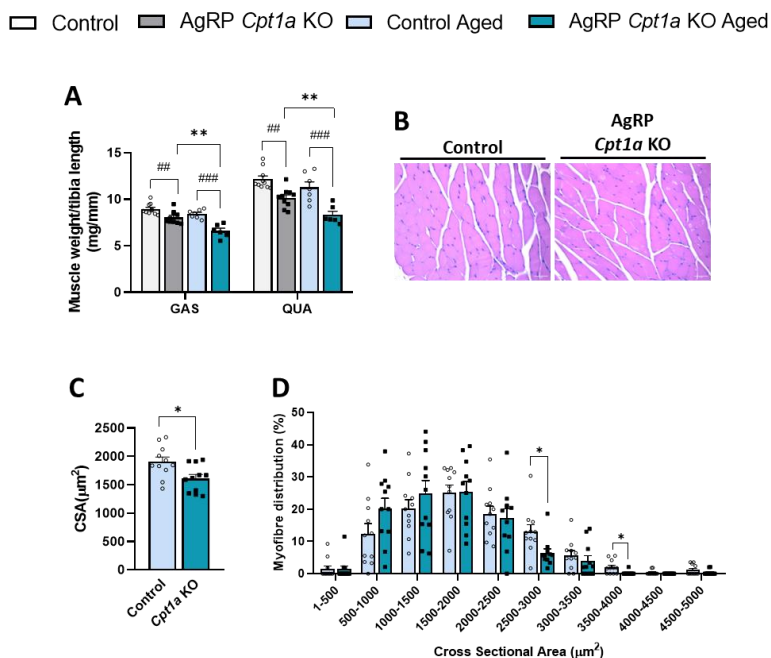 Control AgRP Cpt1a KO Control Aged AgRP Cpt1a KO Aged
A
Muscle weight/tibia length
(mg/mm)
15
10
5
0
## ** ###
## ** ###
GAS QUA
B
Control
AgRP
Cpt1a KO
C
CSA(µm²)
2500
2000
1500
1000
500
0
*
Control
Cpt1a KO
D
Myofibre distribution (%)
50
40
30
20
10
0
*
*
1-500
500-1000
1000-1500
1500-2000
2000-2500
2500-3000
3000-3500
3500-4000
4000-4500
4500-5000
Cross Sectional Area (µm²)